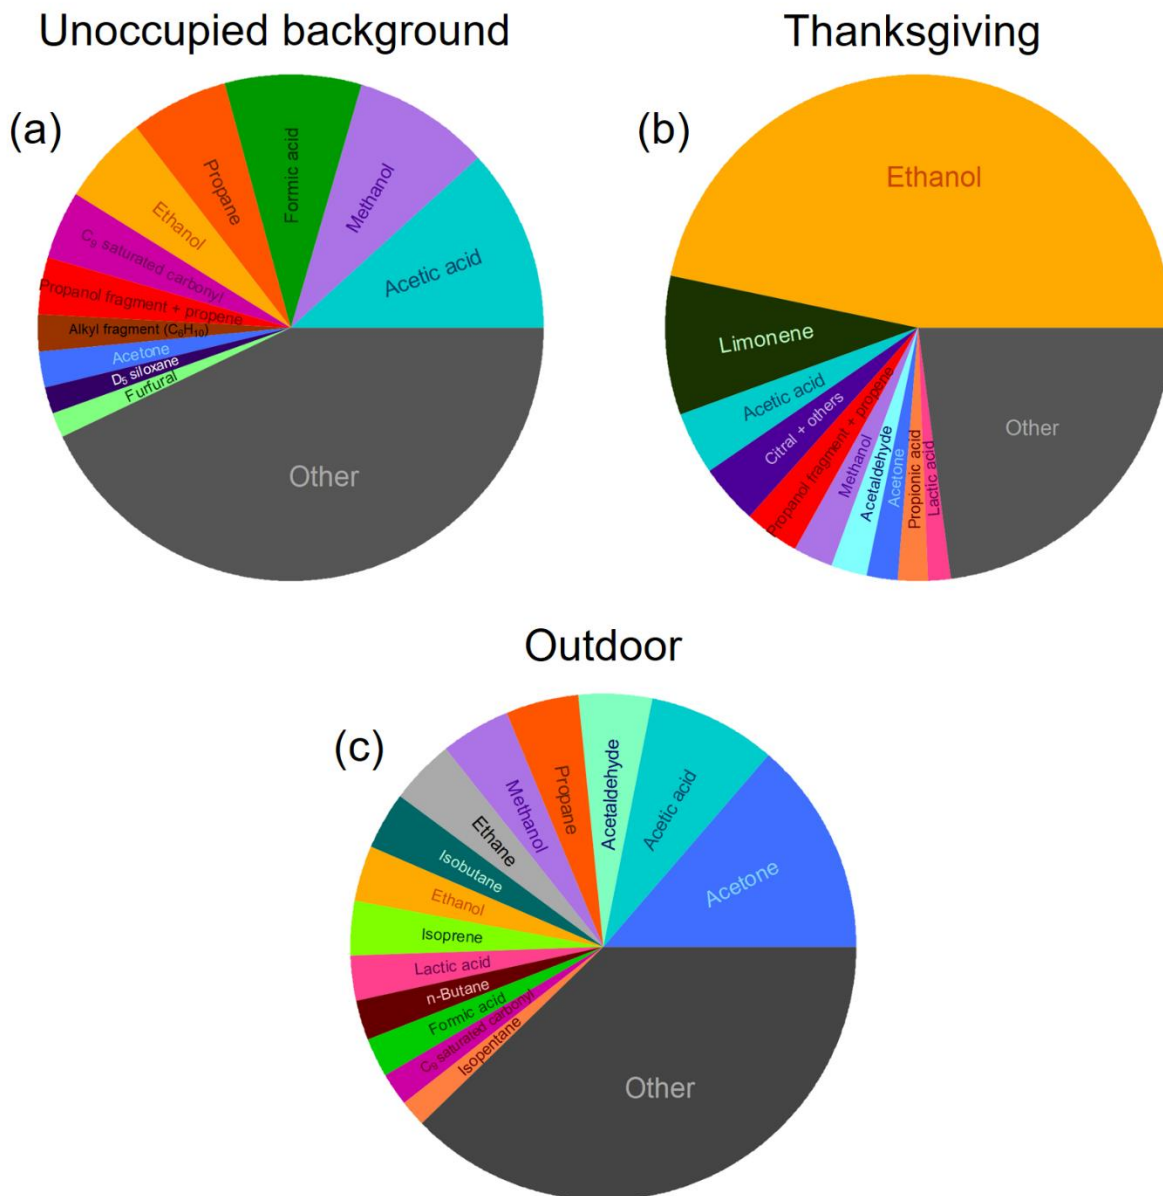 Unoccupied background
Thanksgiving
(a)
Formic acid
Propane
Methanol
Ethanol
Acetic acid
C₉ saturated carbonyl
Propanol fragment + propene
Alkyl fragment (C₆H₁₀)
Acetone
D₅ siloxane
Furfural
Other
(b)
Ethanol
Limonene
Acetic acid
Citral + others
Propanol fragment + propene
Methanol
Acetaldehyde
Acetone
Propionic acid
Lactic acid
Other
Outdoor
(c)
Acetone
Acetic acid
Acetaldehyde
Propane
Methanol
Ethane
Isobutane
Ethanol
Isoprene
Lactic acid
n-Butane
Formic acid
C₉ saturated carbonyl
Isopentane
Other